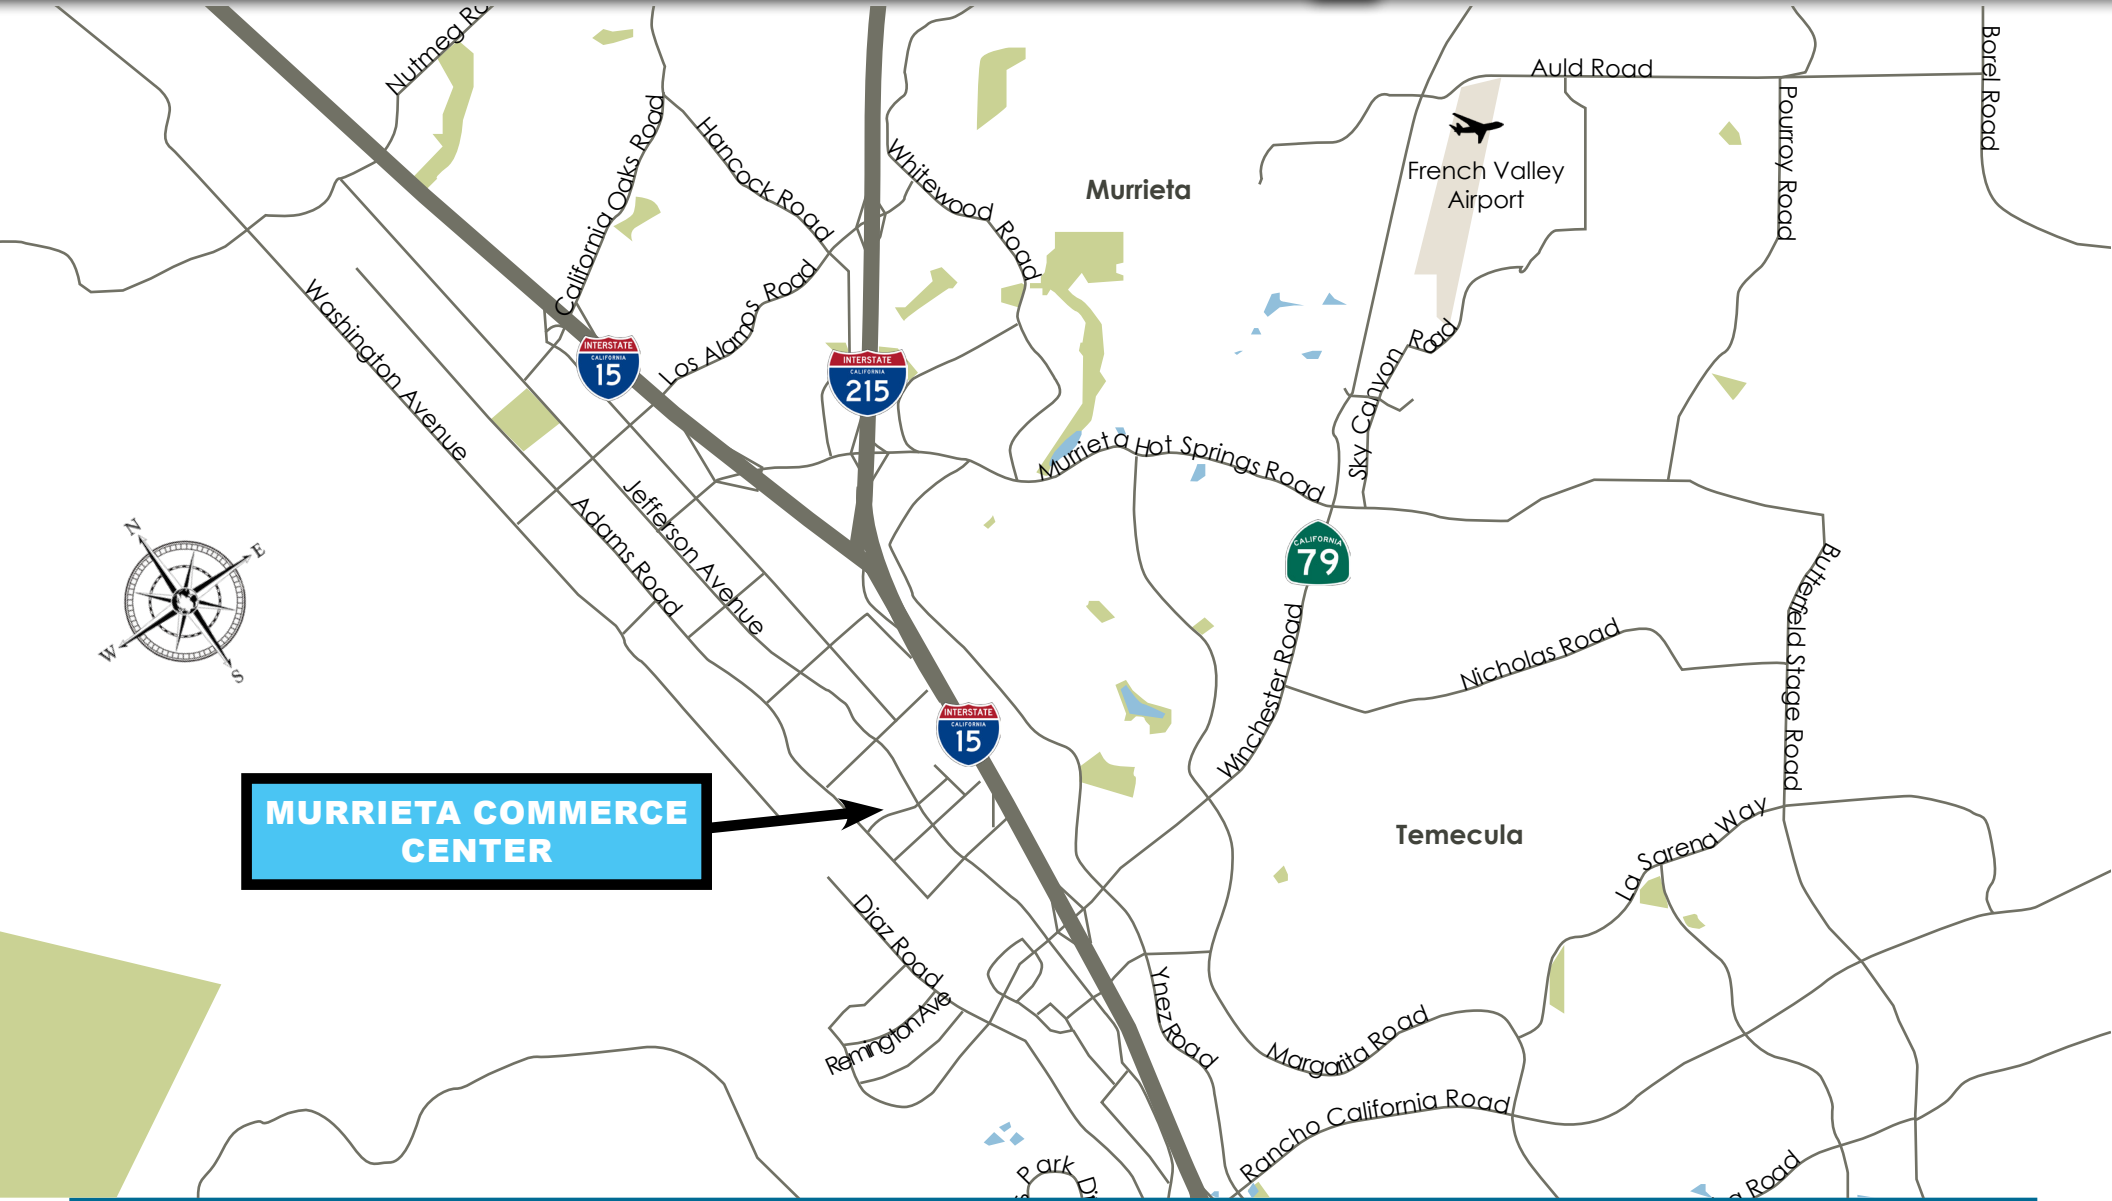 Nutmeg
Auld Road
Borel Road
California Oaks Road
Hancock Road
Whitewood Road
Murrieta
French Valley
Airport
Pourroy Road
Washington Avenue
Los Alamos Road
INTERSTATE
CALIFORNIA
15
INTERSTATE
CALIFORNIA
215
Sky Canyon Road
Murrieta Hot Springs Road
Adams Road
Jefferson Avenue
N
E
W
S
CALIFORNIA
79
Butterfield Stage Road
Winchester Road
Nicholas Road
INTERSTATE
CALIFORNIA
15
MURRIETA COMMERCE
CENTER
Temecula
La Sarena Way
Diaz Road
Remington Ave
Ynez Road
Margarita Road
Rancho California Road
Park
Road